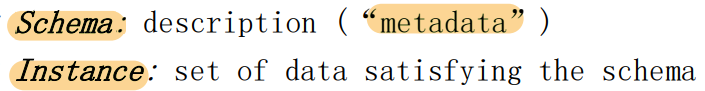 Schema: description (“metadata”)
Instance: set of data satisfying the schema